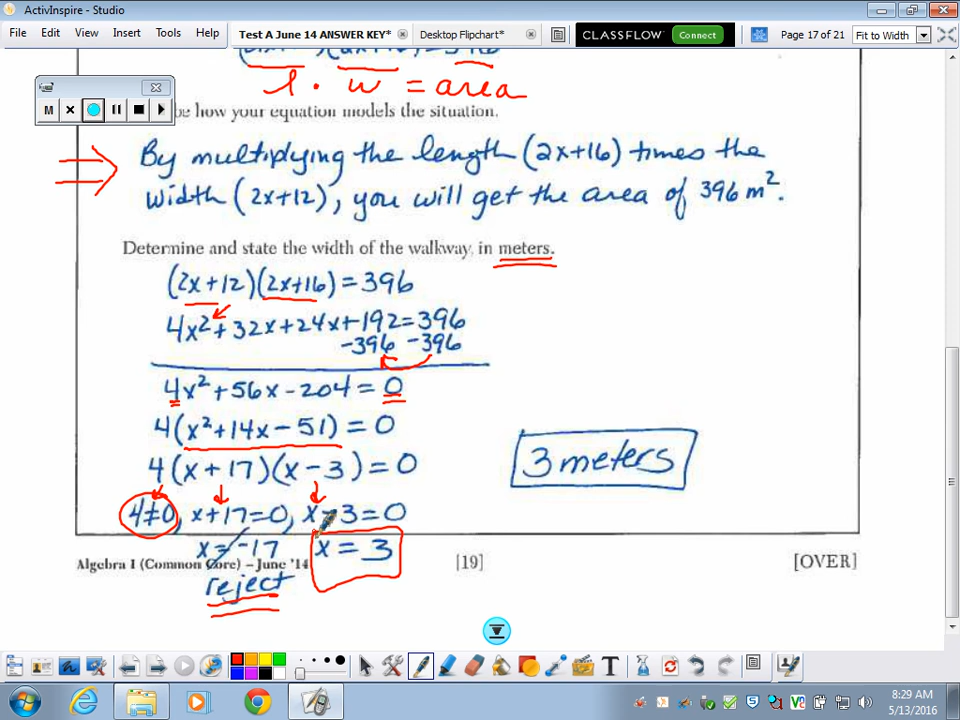 ActivInspire - Studio
File Edit View Insert Tools Help Test A June 14 ANSWER KEY* Desktop Flipchart* CLASSFLOW Connect Page 17 of 21 Fit to Width
l · w = area
be how your equation models the situation.
M
By multiplying the length (2x+16) times the
width (2x+12), you will get the area of 396 m².
Determine and state the width of the walkway, in meters.
(2x+12)(2x+16)=396
4x²+32x+24x+192=396
-396 -396
4x²+56x-204=0
4(x²+14x-51)=0
4(x+17)(x-3)=0
3 meters
4≠0, x+17=0, x-3=0
x=-17 x=3
Algebra I (Common Core) – June '14 [19] [OVER]
reject
8:29 AM
5/13/2016